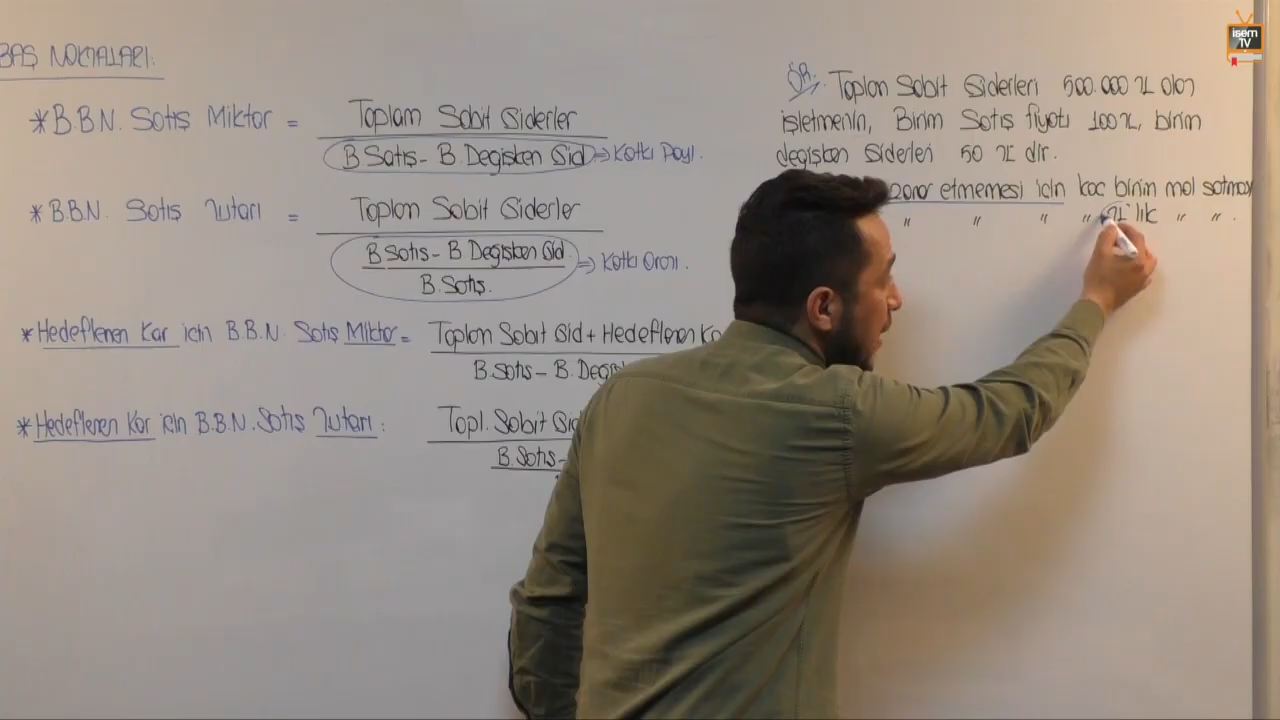 BAŞ NOKTALARI:
* B.B.N. Satış Miktar = Toplam Sabit Giderler
B Satış - B. Değişken Gid => Katkı Payı.
* B.B.N. Satış Tutarı = Toplam Sabit Giderler
B Satış - B Değişken Gid. => Katkı Oranı.
B. Satış.
* Hedeflenen Kar için B.B.N. Satış Miktar = Toplam Sabit Gid + Hedeflenen Ka
B. Satış - B. Değiş
* Hedeflenen Kar için B.B.N. Satış Tutarı : Topl. Sabit Gid
B. Satış -
ÖR: Toplam Sabit Giderleri 500.000 TL olan
işletmenin, Birim Satış fiyatı 100 TL, birim
değişken Giderleri 50 TL dir.
zarar etmemesi için kaç birim mal satmalı
" " " " TL'lik " " .
isem
TV